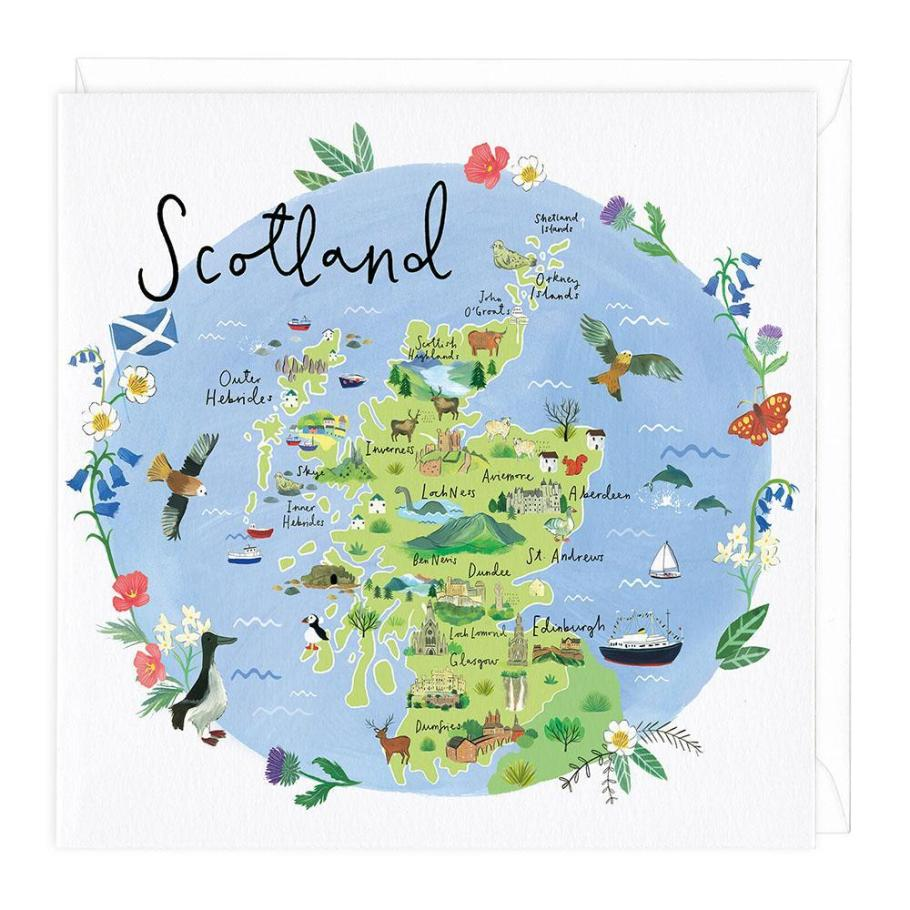 Scotland
Shetland
Islands
Orkney
Islands
John
O'Groats
Scottish
Highlands
Outer
Hebrides
Inverness
Skye
Aviemore
Loch Ness
Aberdeen
Inner
Hebrides
Ben Nevis
St. Andrews
Dundee
Loch Lomond
Edinburgh
Glasgow
Dumfries